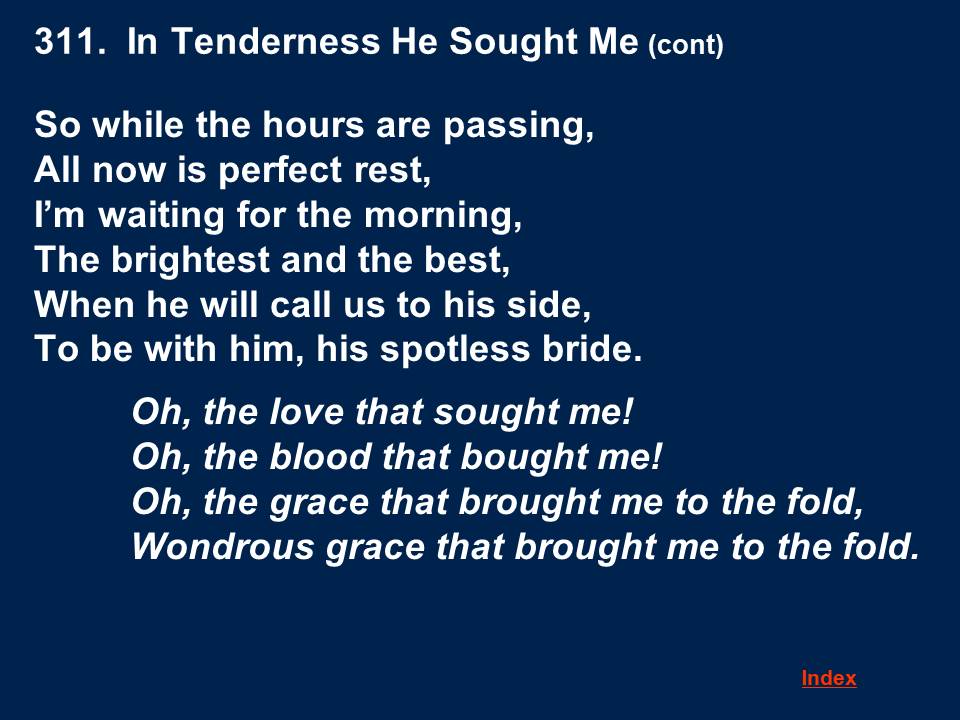 311. In Tenderness He Sought Me (cont)
So while the hours are passing,
All now is perfect rest,
I’m waiting for the morning,
The brightest and the best,
When he will call us to his side,
To be with him, his spotless bride.
Oh, the love that sought me!
Oh, the blood that bought me!
Oh, the grace that brought me to the fold,
Wondrous grace that brought me to the fold.
Index